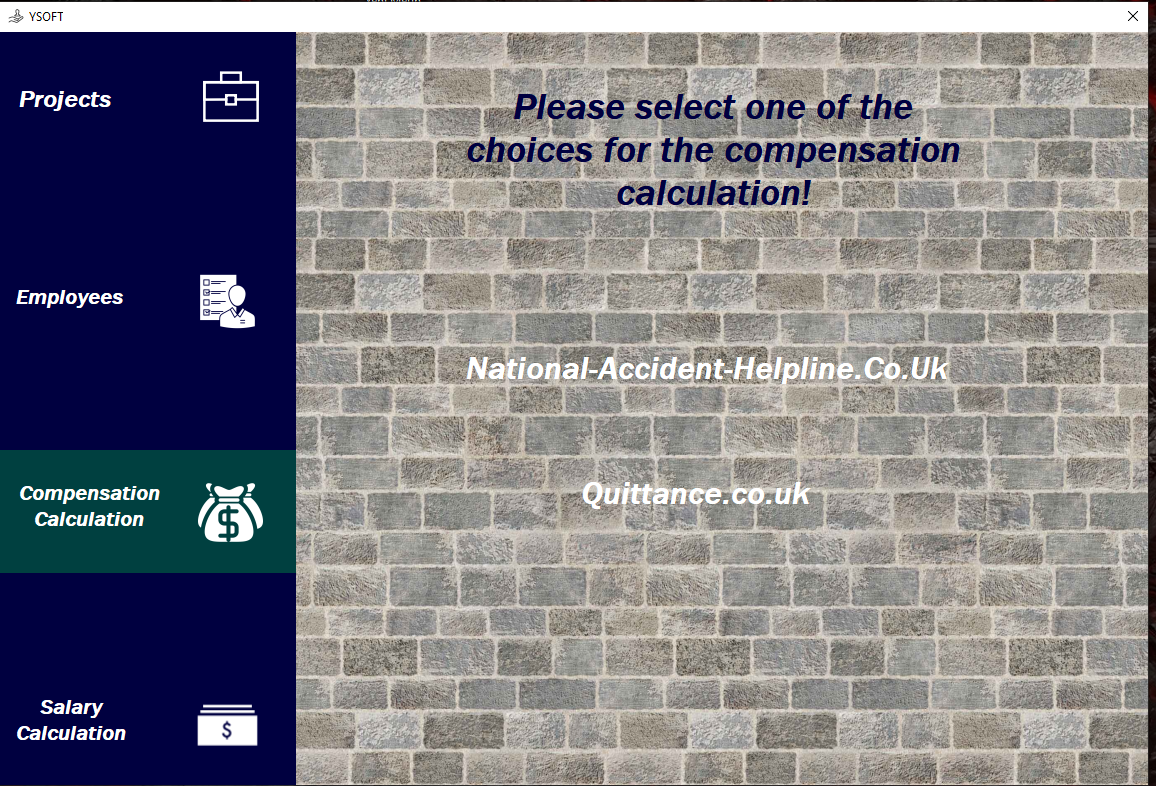 YSOFT
Projects
Employees
Compensation
Calculation
Salary
Calculation
$
$
Please select one of the
choices for the compensation
calculation!
National-Accident-Helpline.Co.Uk
Quittance.co.uk